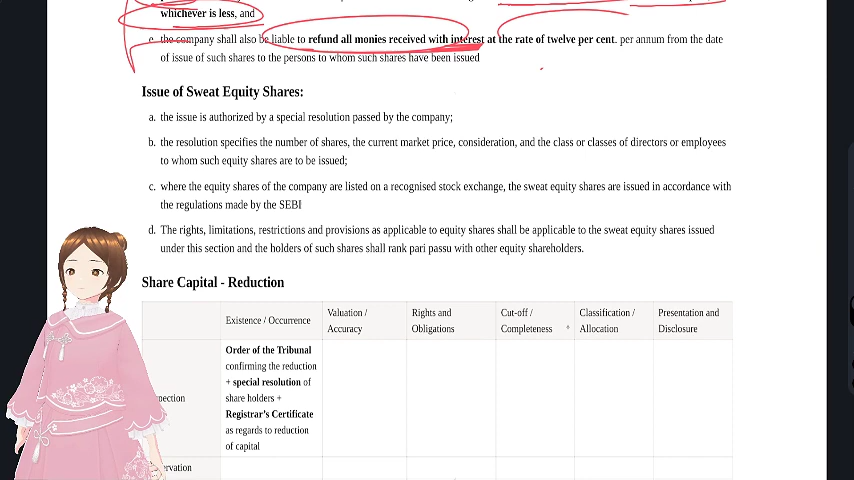 whichever is less, and
e. the company shall also be liable to refund all monies received with interest at the rate of twelve per cent. per annum from the date
of issue of such shares to the persons to whom such shares have been issued
Issue of Sweat Equity Shares:
a. the issue is authorized by a special resolution passed by the company;
b. the resolution specifies the number of shares, the current market price, consideration, and the class or classes of directors or employees
to whom such equity shares are to be issued;
c. where the equity shares of the company are listed on a recognised stock exchange, the sweat equity shares are issued in accordance with
the regulations made by the SEBI
d. The rights, limitations, restrictions and provisions as applicable to equity shares shall be applicable to the sweat equity shares issued
under this section and the holders of such shares shall rank pari passu with other equity shareholders.
Share Capital - Reduction
Existence / Occurrence
Valuation /
Accuracy
Rights and
Obligations
Cut-off /
Completeness
Classification /
Allocation
Presentation and
Disclosure
pection
Order of the Tribunal
confirming the reduction
+ special resolution of
share holders +
Registrar's Certificate
as regards to reduction
of capital
ervation